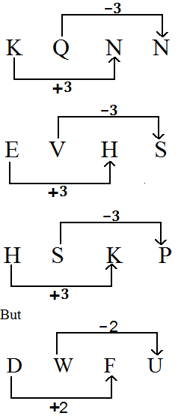 –3
K Q N N
+3
–3
E V H S
+3
–3
H S K P
+3
But
–2
D W F U
+2